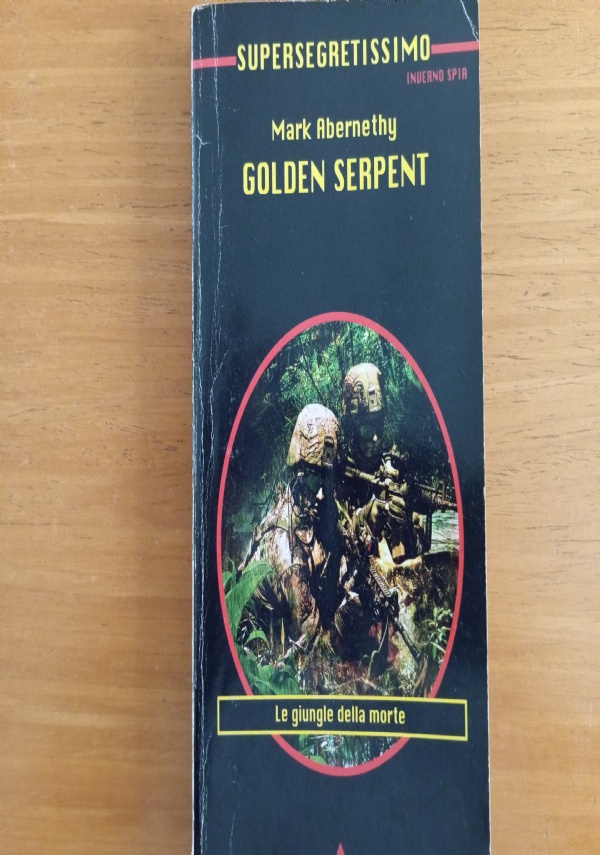 SUPERSEGRETISSIMO
INVERNO SPIA
Mark Abernethy
GOLDEN SERPENT
Le giungle della morte